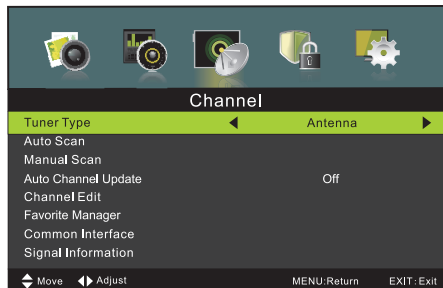 Channel
Tuner Type Antenna
Auto Scan
Manual Scan
Auto Channel Update Off
Channel Edit
Favorite Manager
Common Interface
Signal Information
Move Adjust MENU:Return EXIT:Exit